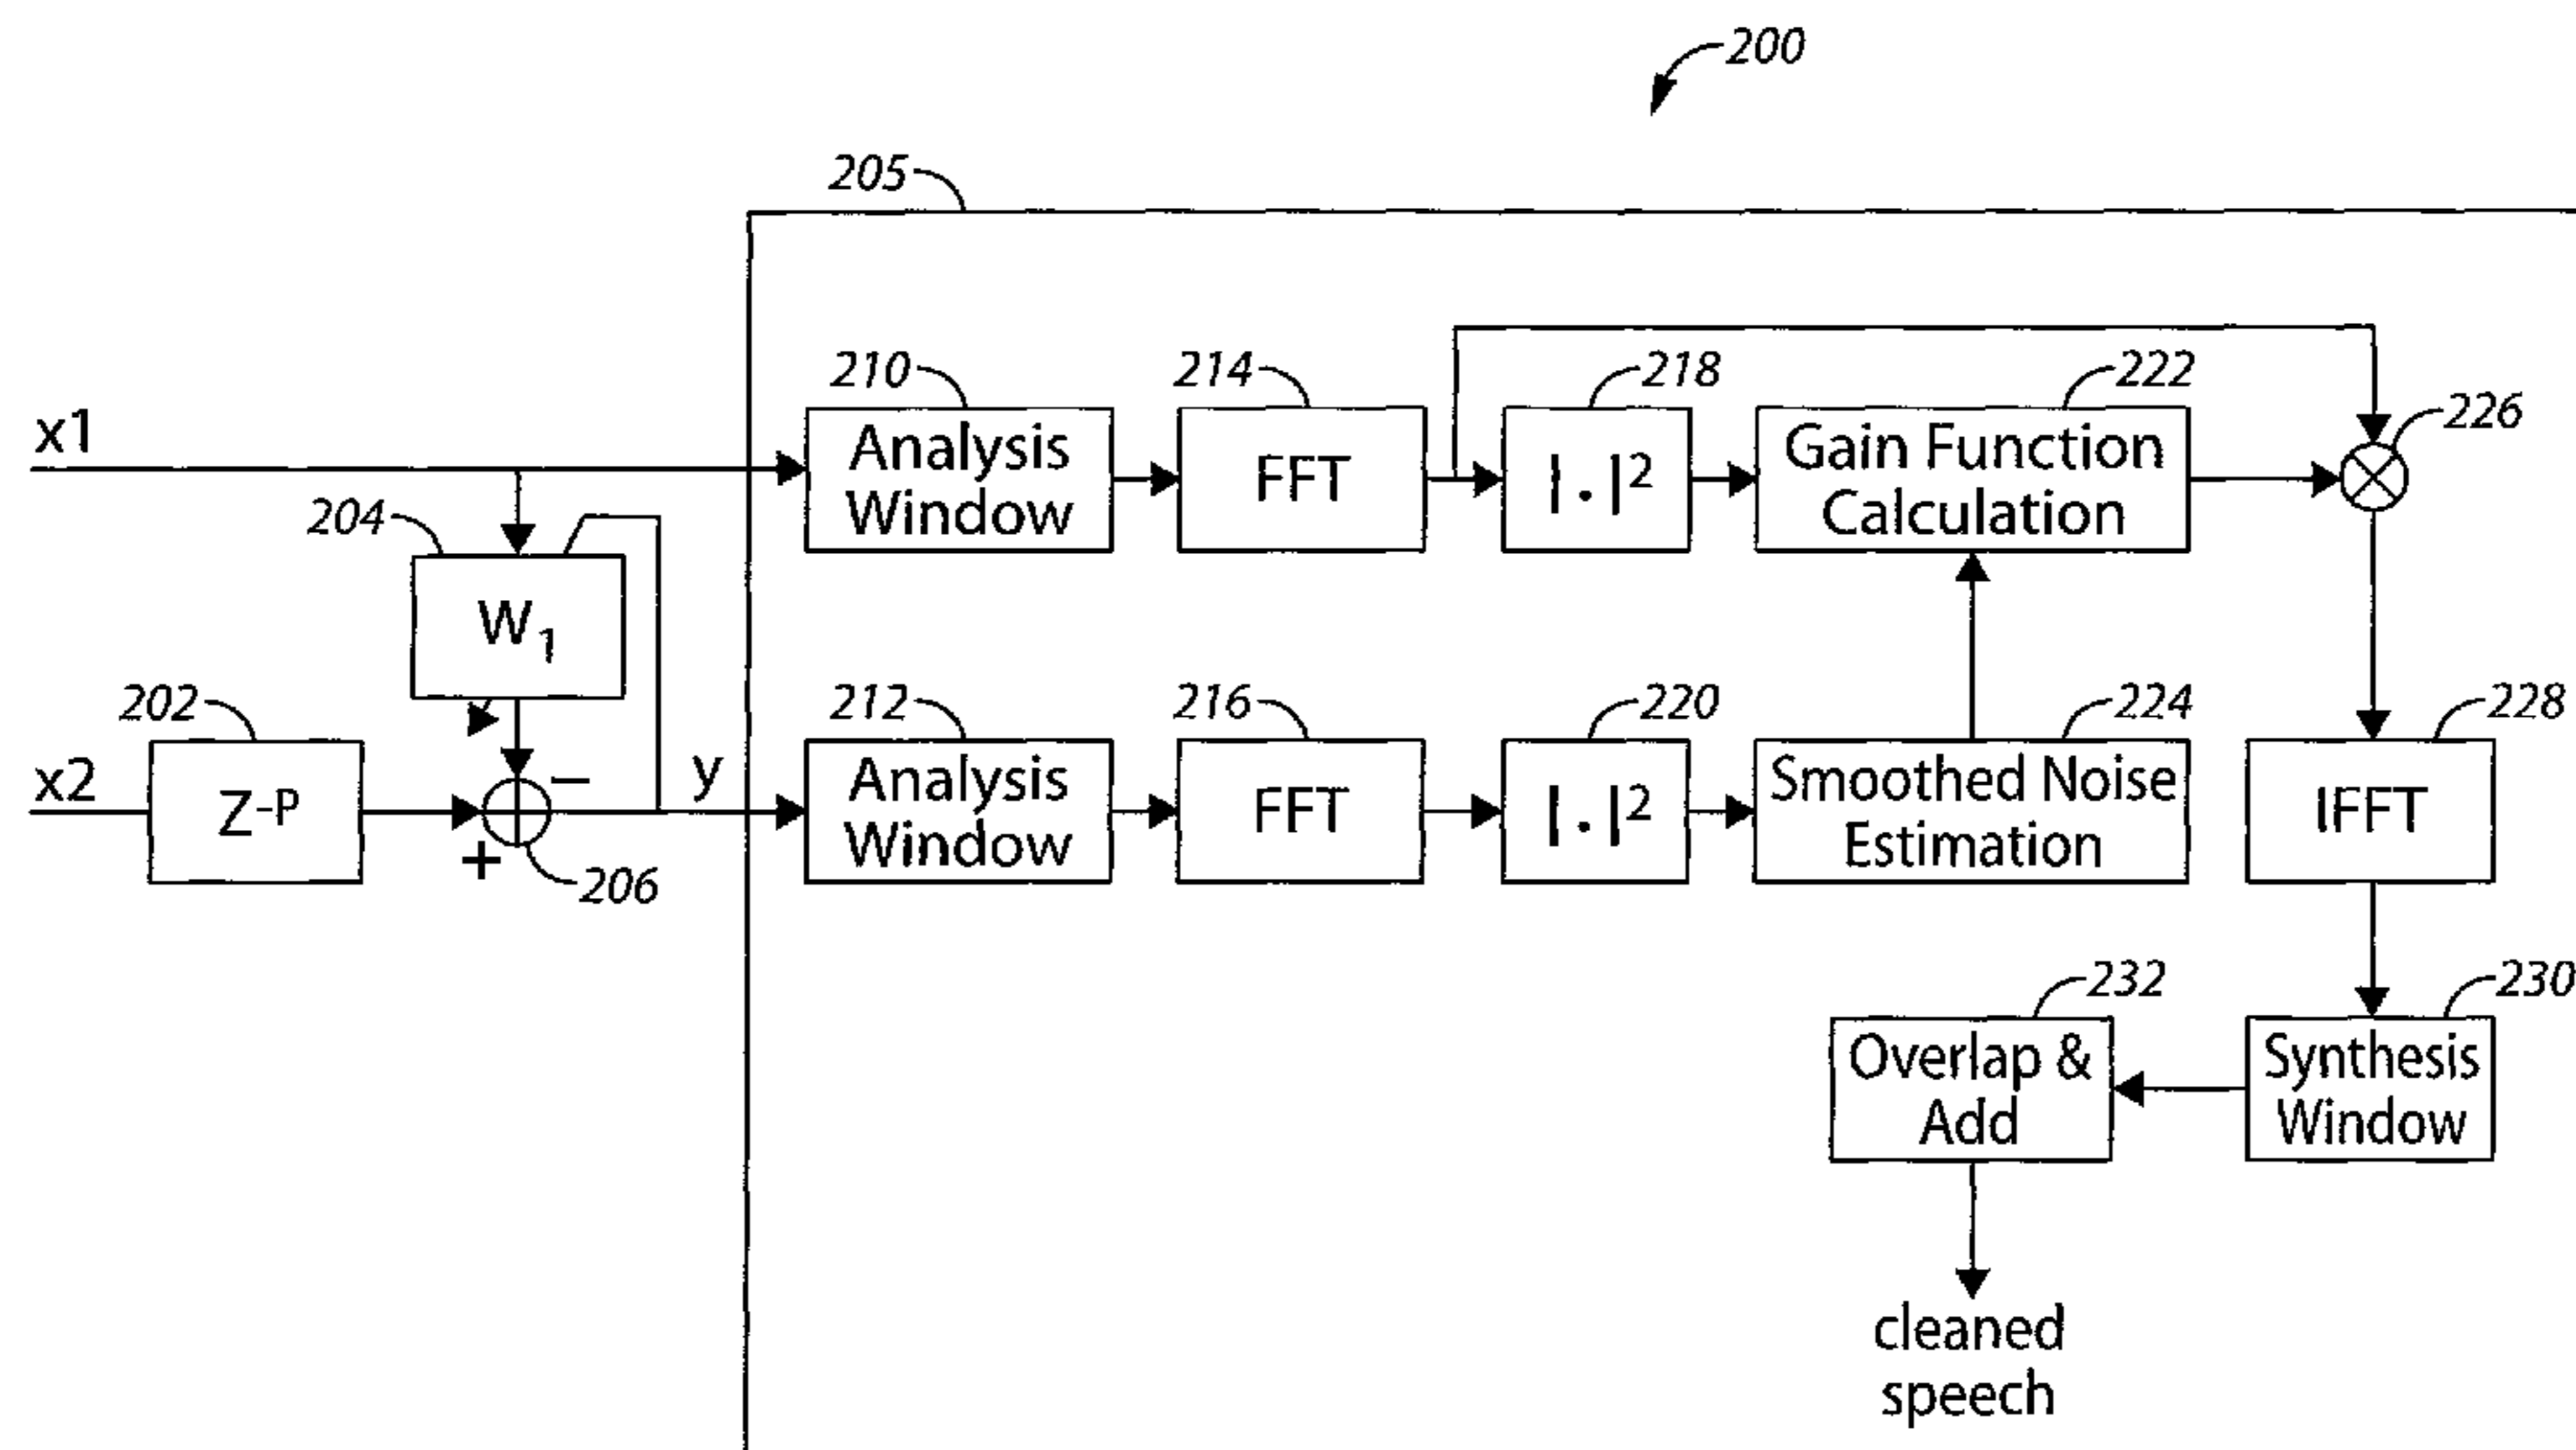 200
205
210
214
218
222
226
x1
Analysis
Window
FFT
|.|²
Gain Function
Calculation
204
W₁
202
212
216
220
224
228
x2
Z⁻ᴾ
+
−
206
y
Analysis
Window
FFT
|.|²
Smoothed Noise
Estimation
IFFT
232
230
Overlap &
Add
Synthesis
Window
cleaned
speech